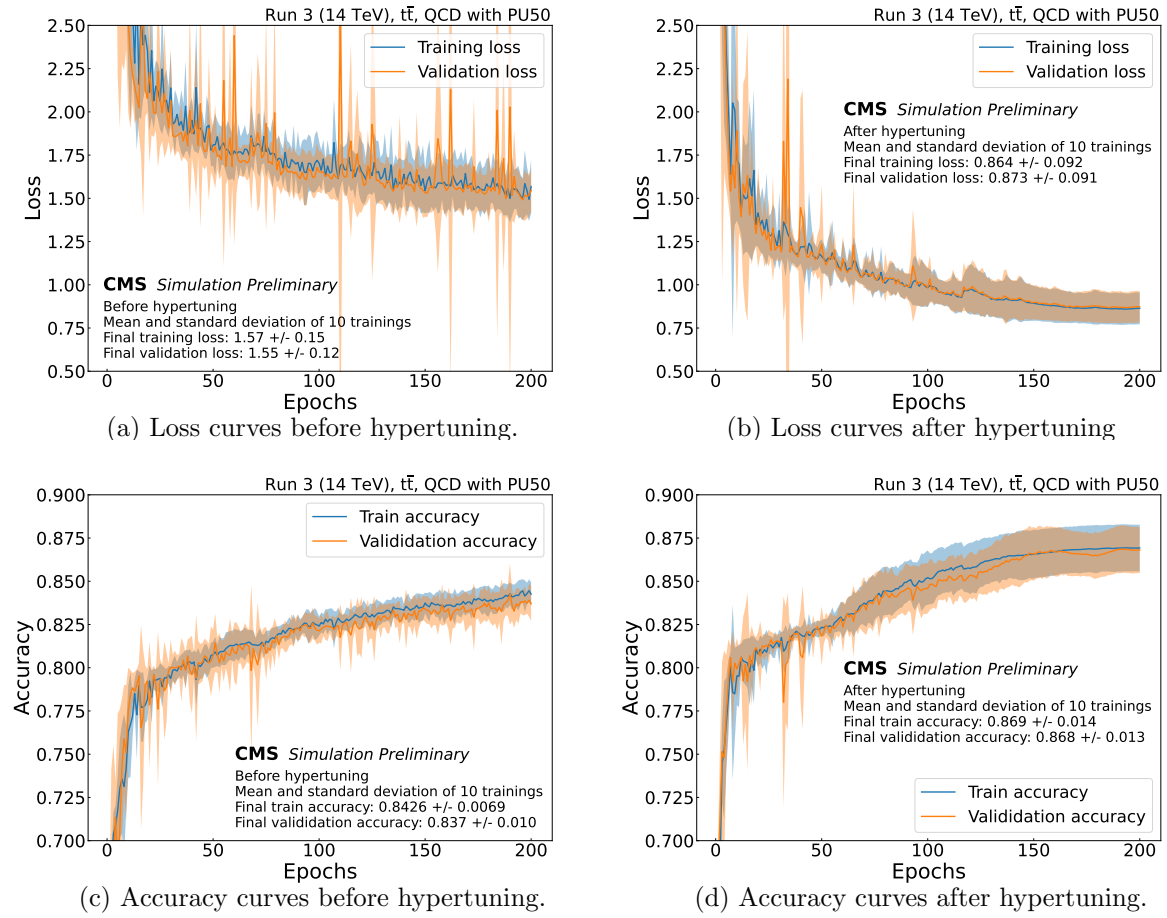 Run 3 (14 TeV), tt̅, QCD with PU50
2.50
2.25
2.00
1.75
1.50
1.25
1.00
0.75
0.50
Loss
Training loss
Validation loss
CMS Simulation Preliminary
Before hypertuning
Mean and standard deviation of 10 trainings
Final training loss: 1.57 +/- 0.15
Final validation loss: 1.55 +/- 0.12
0 50 100 150 200
Epochs
(a) Loss curves before hypertuning.
Run 3 (14 TeV), tt̅, QCD with PU50
2.50
2.25
2.00
1.75
1.50
1.25
1.00
0.75
0.50
Loss
Training loss
Validation loss
CMS Simulation Preliminary
After hypertuning
Mean and standard deviation of 10 trainings
Final training loss: 0.864 +/- 0.092
Final validation loss: 0.873 +/- 0.091
0 50 100 150 200
Epochs
(b) Loss curves after hypertuning
Run 3 (14 TeV), tt̅, QCD with PU50
0.900
0.875
0.850
0.825
0.800
0.775
0.750
0.725
0.700
Accuracy
Train accuracy
Valididation accuracy
CMS Simulation Preliminary
Before hypertuning
Mean and standard deviation of 10 trainings
Final train accuracy: 0.8426 +/- 0.0069
Final valididation accuracy: 0.837 +/- 0.010
0 50 100 150 200
Epochs
(c) Accuracy curves before hypertuning.
Run 3 (14 TeV), tt̅, QCD with PU50
0.900
0.875
0.850
0.825
0.800
0.775
0.750
0.725
0.700
Accuracy
CMS Simulation Preliminary
After hypertuning
Mean and standard deviation of 10 trainings
Final train accuracy: 0.869 +/- 0.014
Final valididation accuracy: 0.868 +/- 0.013
Train accuracy
Valididation accuracy
0 50 100 150 200
Epochs
(d) Accuracy curves after hypertuning.